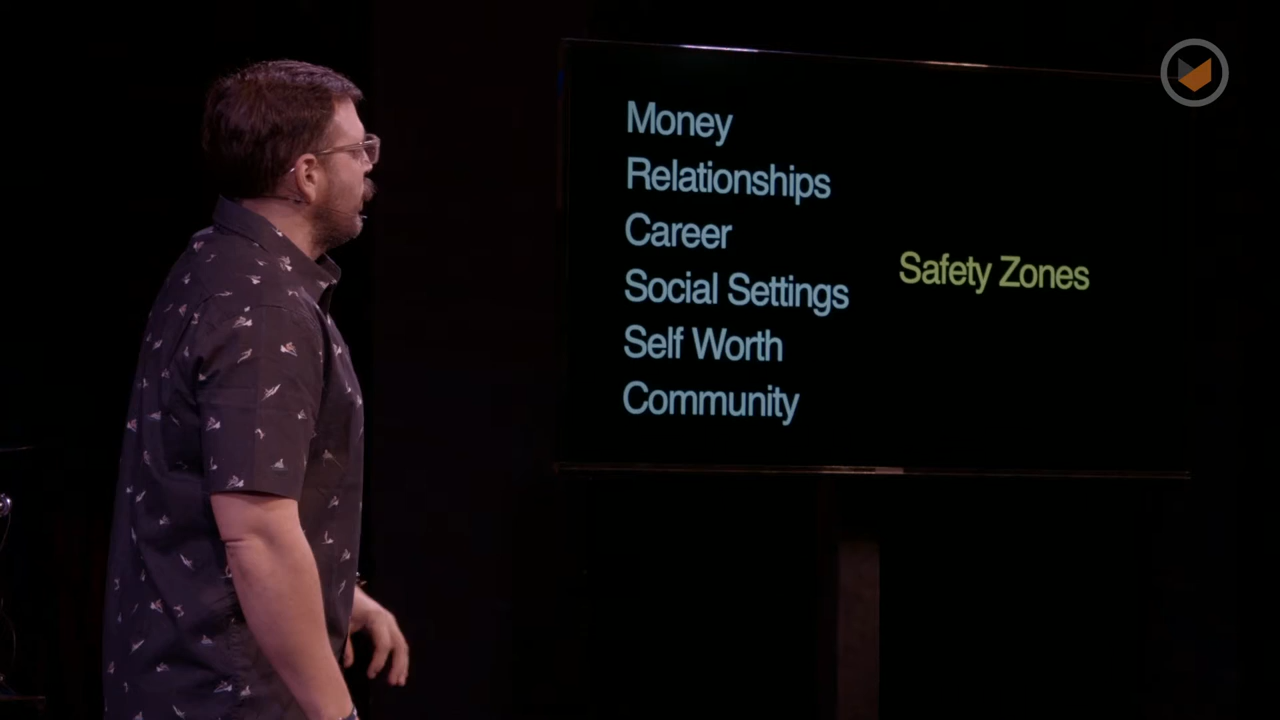 Money
Relationships
Career
Social Settings
Self Worth
Community
Safety Zones